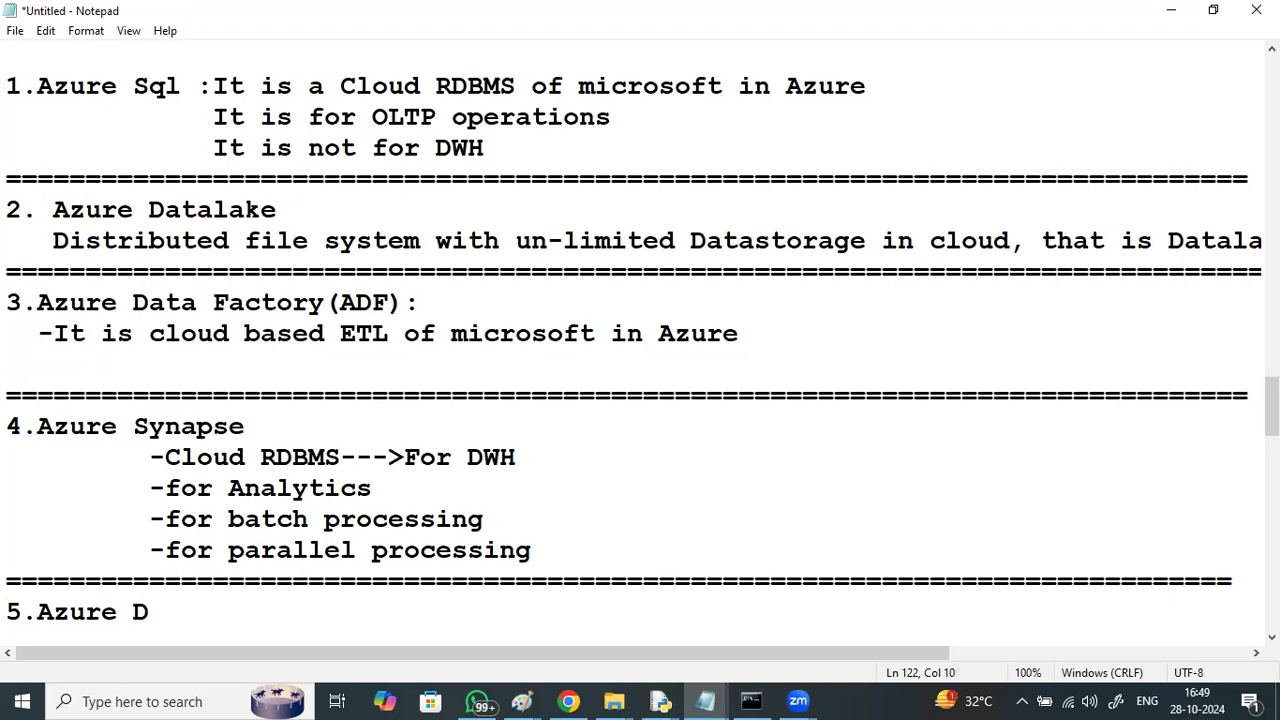 *Untitled - Notepad
File Edit Format View Help
1.Azure Sql :It is a Cloud RDBMS of microsoft in Azure
It is for OLTP operations
It is not for DWH
==============================================================================
2. Azure Datalake
Distributed file system with un-limited Datastorage in cloud, that is Datala
===============================================================================
3.Azure Data Factory(ADF):
-It is cloud based ETL of microsoft in Azure
==============================================================================
4.Azure Synapse
-Cloud RDBMS--->For DWH
-for Analytics
-for batch processing
-for parallel processing
=============================================================================
5.Azure D
Ln 122, Col 10 100% Windows (CRLF) UTF-8
Type here to search 99+ zm 1 32°C ENG 16:49 28-10-2024 1